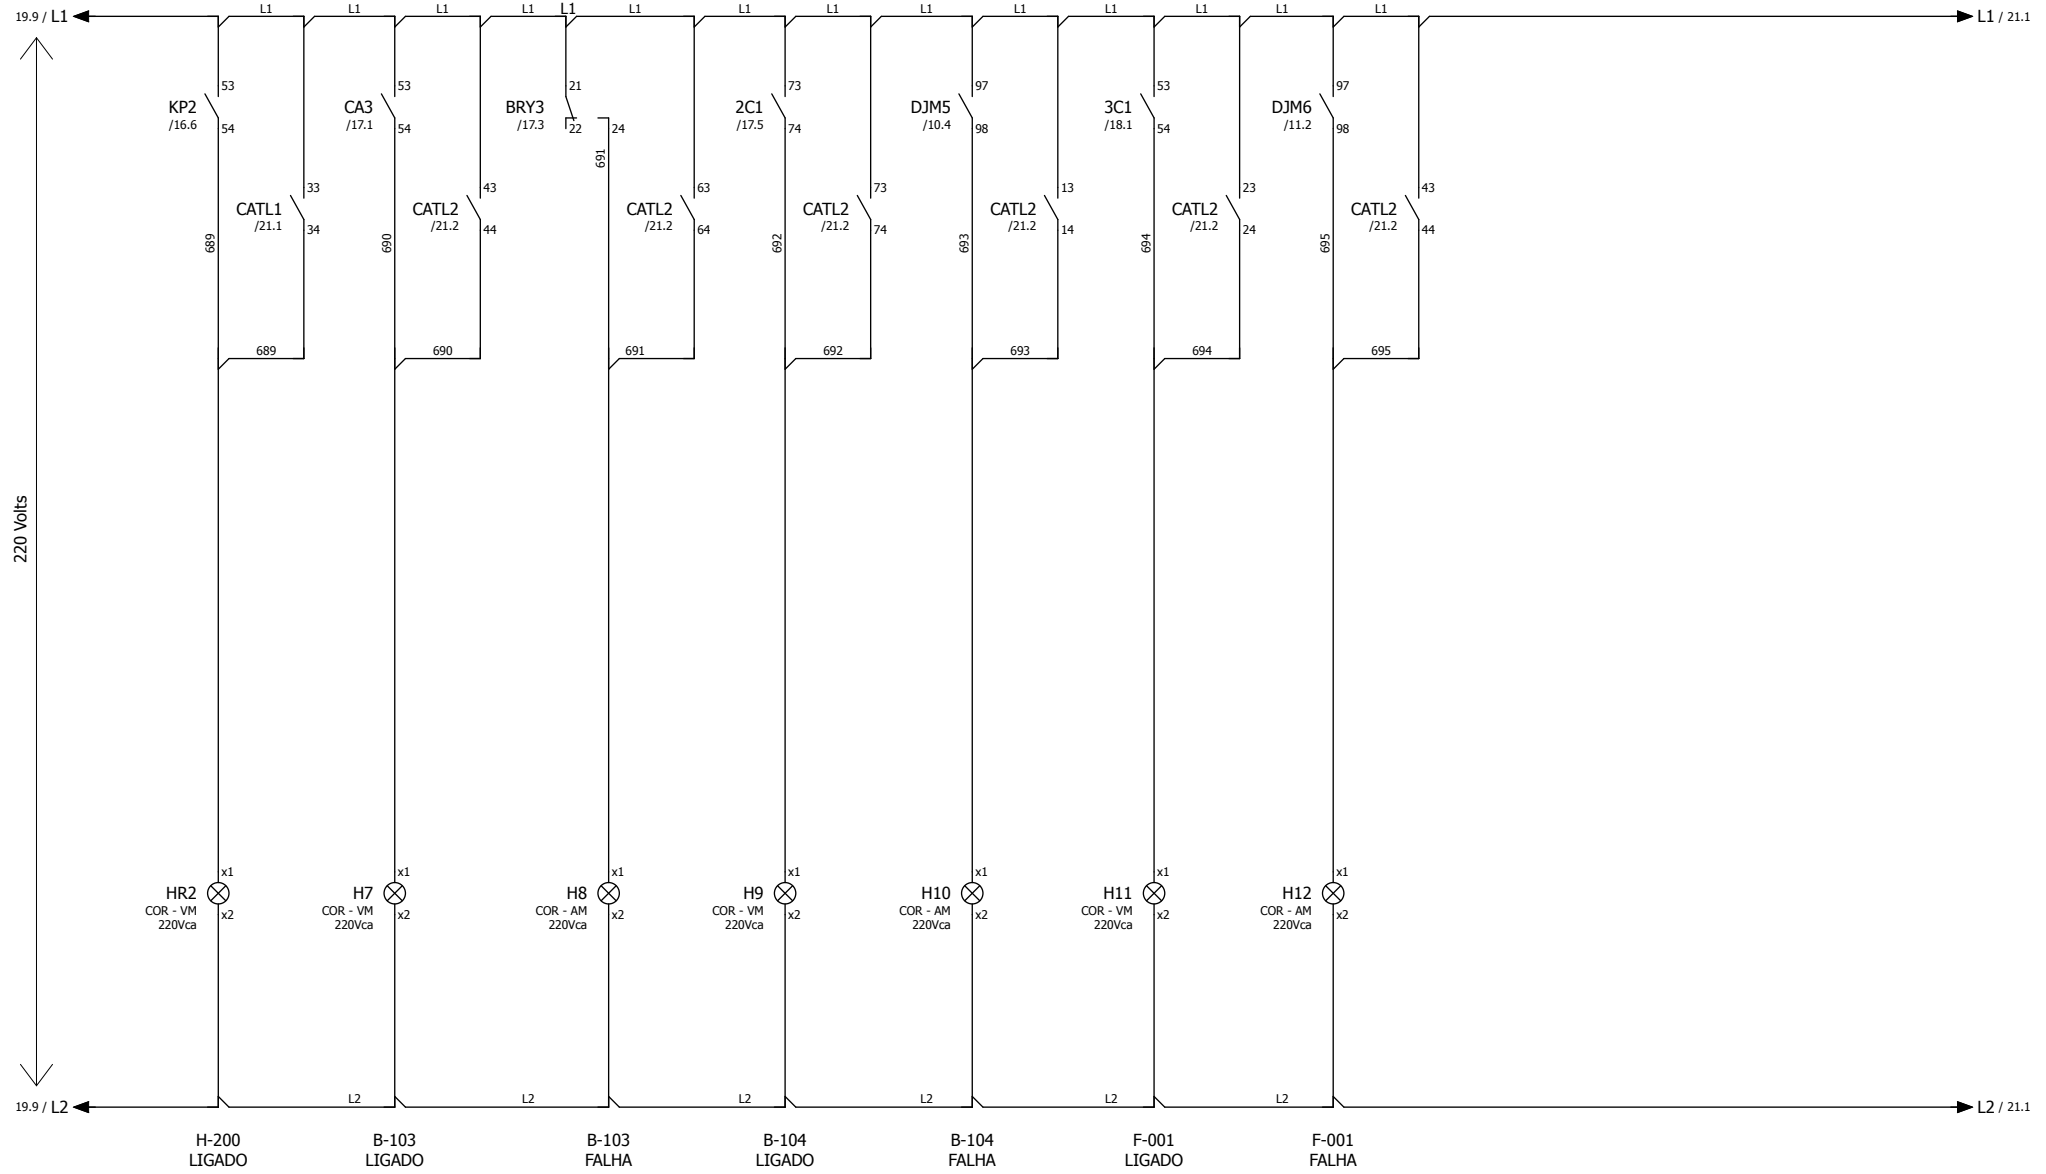 19.9 / L1
L1 L1 L1 L1 L1 L1 L1 L1 L1 L1 L1 L1 L1 L1
L1 / 21.1
53 53 21 73 97 53 97
KP2 CA3 BRY3 2C1 DJM5 3C1 DJM6
/16.6 /17.1 /17.3 /17.5 /10.4 /18.1 /11.2
54 54 22 24 74 98 54 98
691
33 43 63 73 13 23 43
CATL1 CATL2 CATL2 CATL2 CATL2 CATL2 CATL2
/21.1 /21.2 /21.2 /21.2 /21.2 /21.2 /21.2
34 44 64 74 14 24 44
689 690 692 693 694 695
689 690 691 692 693 694 695
220 Volts
x1 x1 x1 x1 x1 x1 x1
HR2 H7 H8 H9 H10 H11 H12
COR - VM COR - VM COR - AM COR - VM COR - AM COR - VM COR - AM
x2 x2 x2 x2 x2 x2 x2
220Vca 220Vca 220Vca 220Vca 220Vca 220Vca 220Vca
19.9 / L2
L2 L2 L2 L2 L2 L2
L2 / 21.1
H-200 B-103 B-103 B-104 B-104 F-001 F-001
LIGADO LIGADO FALHA LIGADO FALHA LIGADO FALHA